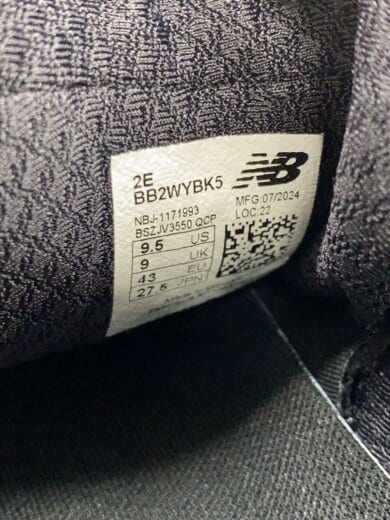 2E
BB2WYBK5
NBJ-1171993
BSZJV3550 QCP
NB
MFG:07/2024
LOC:22
9.5 US
9 UK
43 EU
27.5 JPN